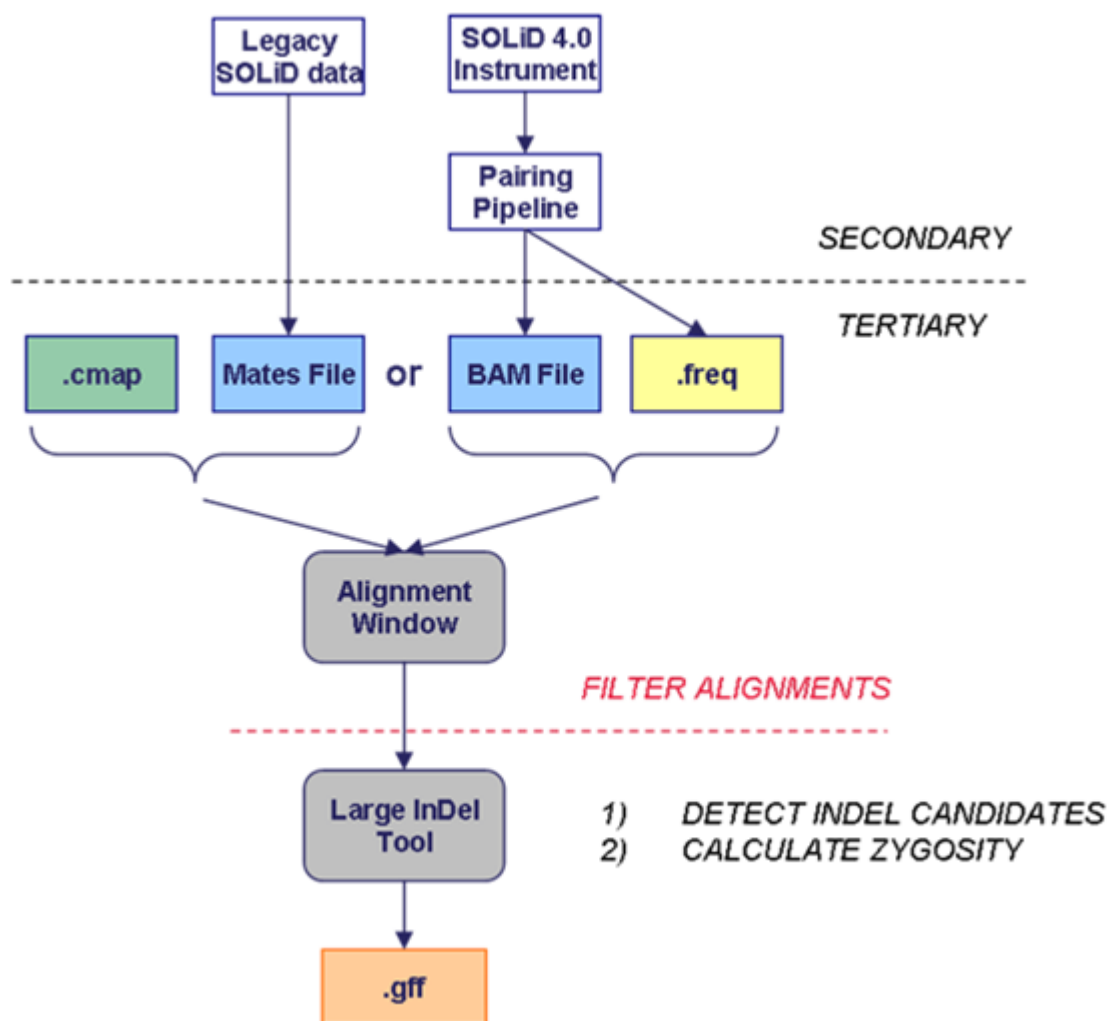 Legacy
SOLiD data
SOLiD 4.0
Instrument
Pairing
Pipeline
SECONDARY
TERTIARY
.cmap
Mates File
or
BAM File
.freq
Alignment
Window
FILTER ALIGNMENTS
Large InDel
Tool
1) DETECT INDEL CANDIDATES
2) CALCULATE ZYGOSITY
.gff